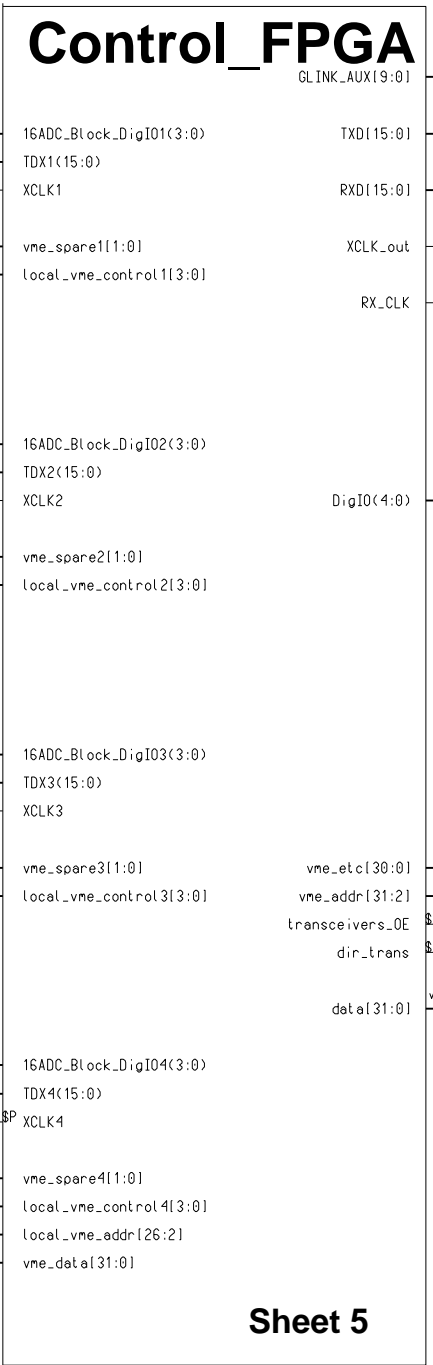 Control_FPGA
GLINK_AUX[9:0]
16ADC_Block_DigIO1(3:0) TXD[15:0]
TDX1(15:0)
XCLK1 RXD[15:0]
vme_spare1[1:0] XCLK_out
local_vme_control1[3:0]
RX_CLK
16ADC_Block_DigIO2(3:0)
TDX2(15:0)
XCLK2 DigIO(4:0)
vme_spare2[1:0]
local_vme_control2[3:0]
16ADC_Block_DigIO3(3:0)
TDX3(15:0)
XCLK3
vme_spare3[1:0] vme_etc[30:0]
local_vme_control3[3:0] vme_addr[31:2]
transceivers_OE $
dir_trans $
data[31:0]
16ADC_Block_DigIO4(3:0)
TDX4(15:0)
$P XCLK4
vme_spare4[1:0]
local_vme_control4[3:0]
local_vme_addr[26:2]
vme_data[31:0]
Sheet 5